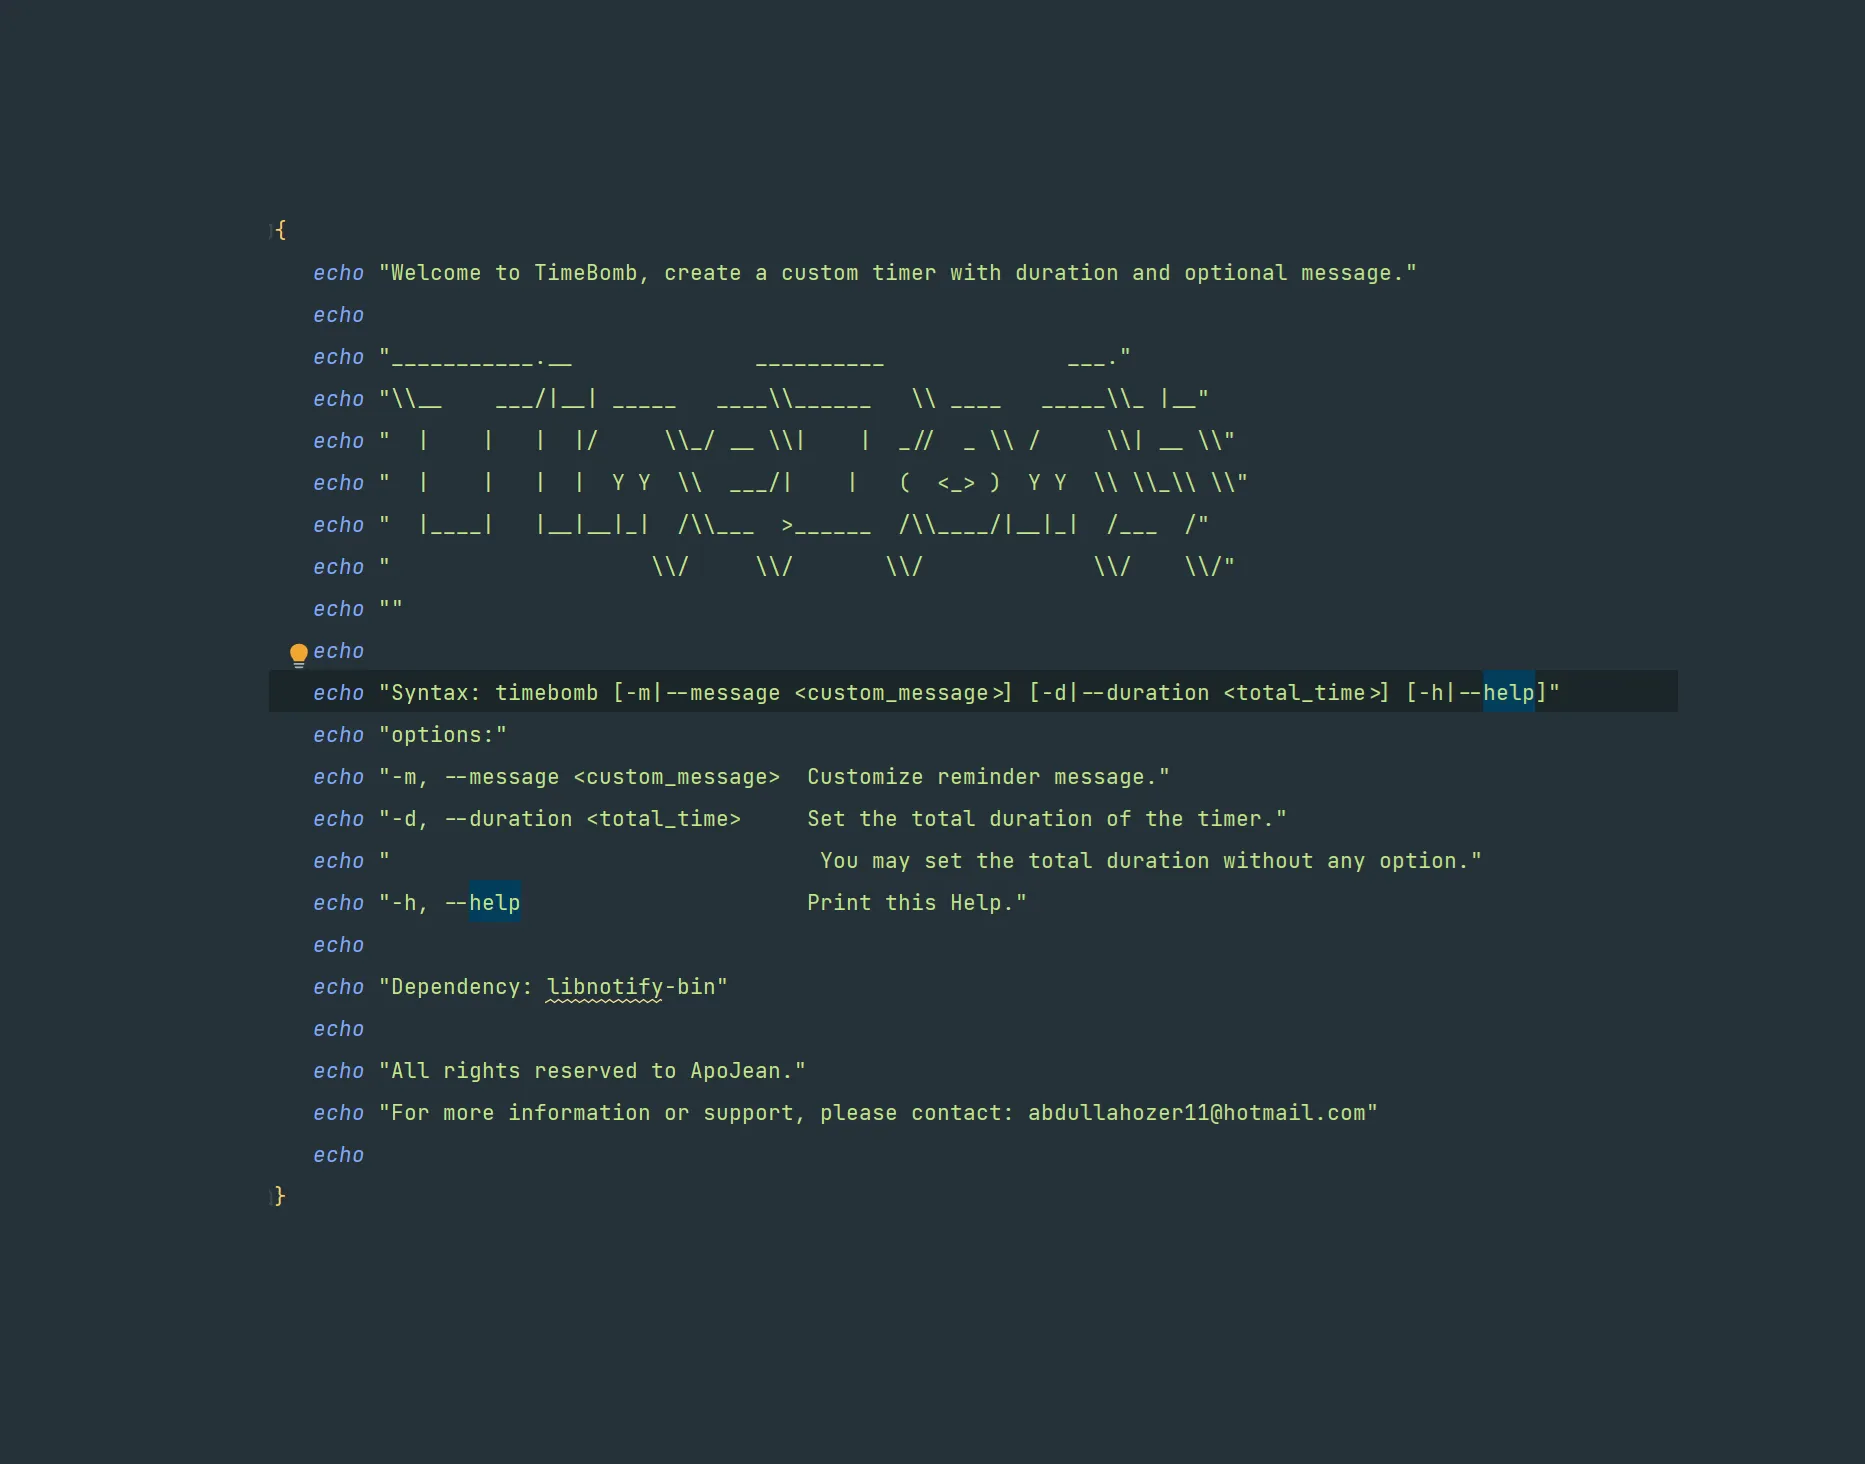 {
    echo "Welcome to TimeBomb, create a custom timer with duration and optional message."
    echo
    echo "___________.__              __________              ___."
    echo "\\__    ___/|__| _____   ____\\______   \\ ____   _____\\_ |__"
    echo "  |    |   |  |/     \\_/ __ \\|    |  _//  _ \\ /     \\| __ \\"
    echo "  |    |   |  |  Y Y  \\  ___/|    |   (  <_> )  Y Y  \\ \\_\\ \\"
    echo "  |____|   |__|__|_|  /\\___  >______  /\\____/|__|_|  /___  /"
    echo "                    \\/     \\/       \\/             \\/    \\/"
    echo ""
    echo
    echo "Syntax: timebomb [-m|--message <custom_message>] [-d|--duration <total_time>] [-h|--help]"
    echo "options:"
    echo "-m, --message <custom_message>  Customize reminder message."
    echo "-d, --duration <total_time>     Set the total duration of the timer."
    echo "                                 You may set the total duration without any option."
    echo "-h, --help                      Print this Help."
    echo
    echo "Dependency: libnotify-bin"
    echo
    echo "All rights reserved to ApoJean."
    echo "For more information or support, please contact: abdullahozer11@hotmail.com"
    echo
}